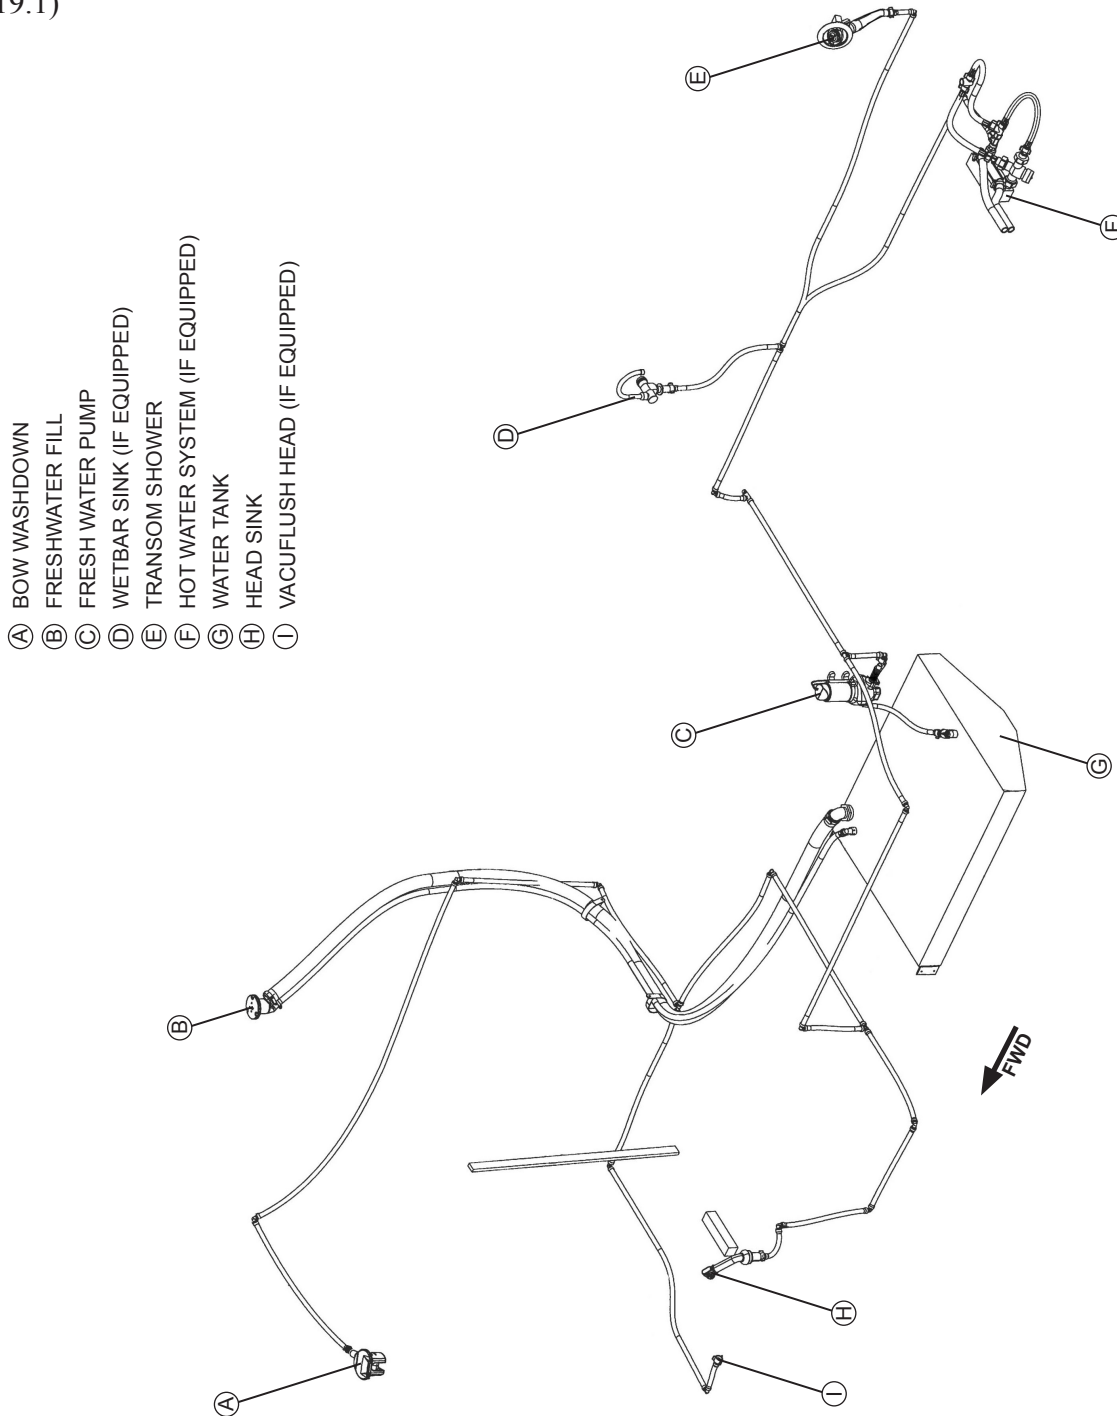 19.1)
Ⓐ BOW WASHDOWN
Ⓑ FRESHWATER FILL
Ⓒ FRESH WATER PUMP
Ⓓ WETBAR SINK (IF EQUIPPED)
Ⓔ TRANSOM SHOWER
Ⓕ HOT WATER SYSTEM (IF EQUIPPED)
Ⓖ WATER TANK
Ⓗ HEAD SINK
Ⓘ VACUFLUSH HEAD (IF EQUIPPED)
Ⓔ
Ⓕ
Ⓓ
Ⓒ
Ⓖ
Ⓑ
FWD
Ⓗ
Ⓐ
Ⓘ